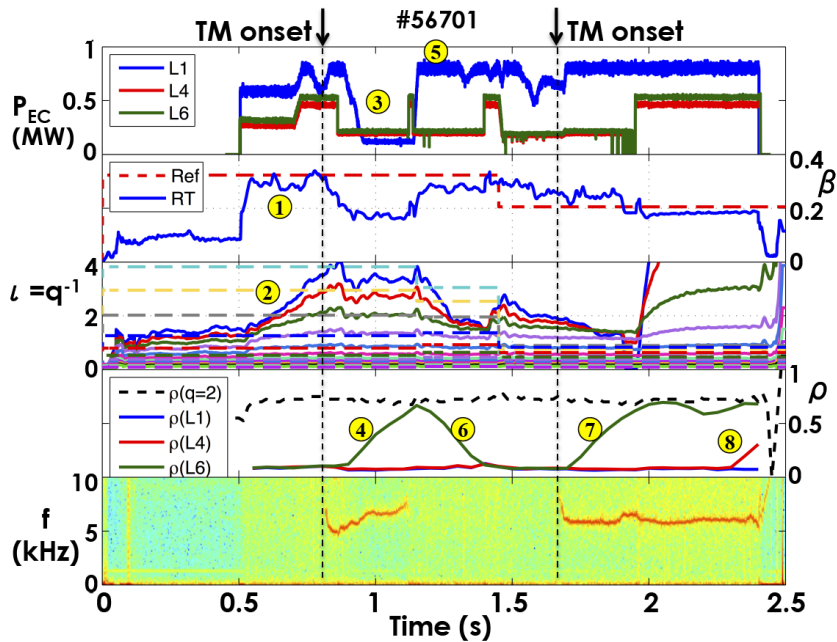 #56701
TM onset
TM onset
1
0.5
0
P_EC
(MW)
L1
L4
L6
3
5
Ref
RT
1
0.4
β
0.2
0
4
ι =q⁻¹
2
0
2
1
ρ
0.5
0
ρ(q=2)
ρ(L1)
ρ(L4)
ρ(L6)
4
6
7
8
10
f
5
(kHz)
0
0
0.5
1
1.5
2
2.5
Time (s)